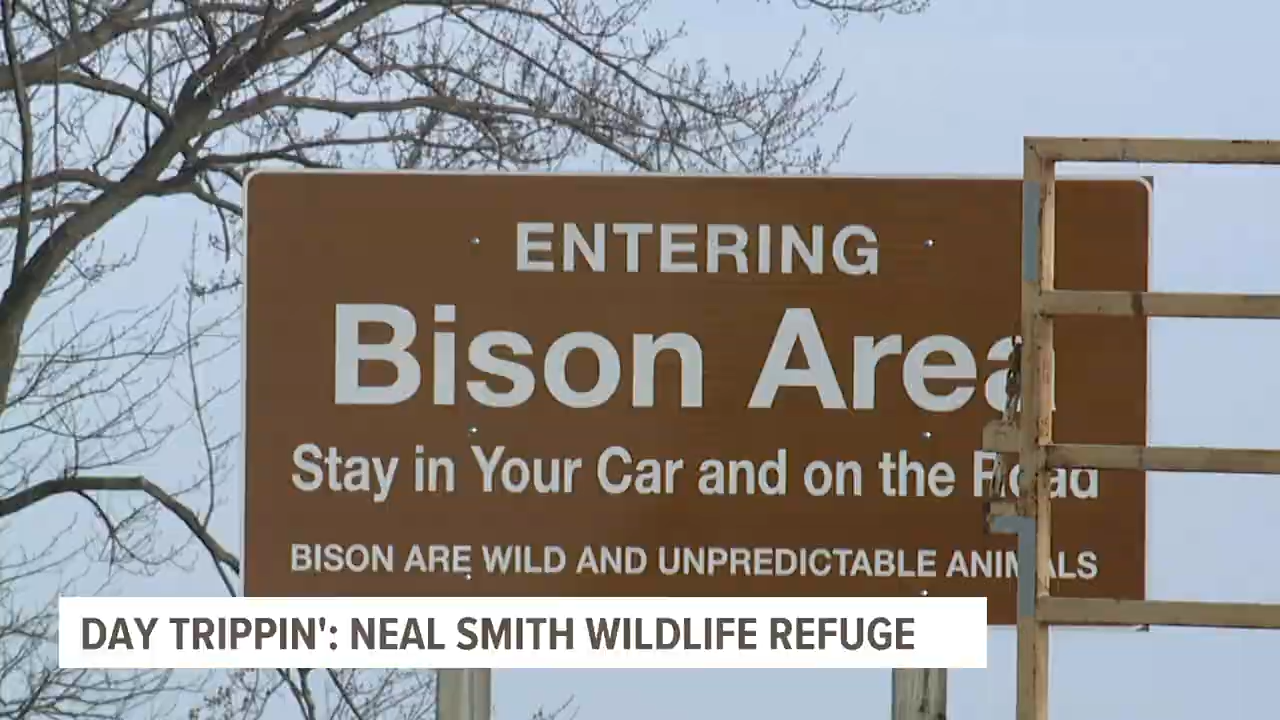 ENTERING
Bison Area
Stay in Your Car and on the Road
BISON ARE WILD AND UNPREDICTABLE ANIMALS
DAY TRIPPIN': NEAL SMITH WILDLIFE REFUGE